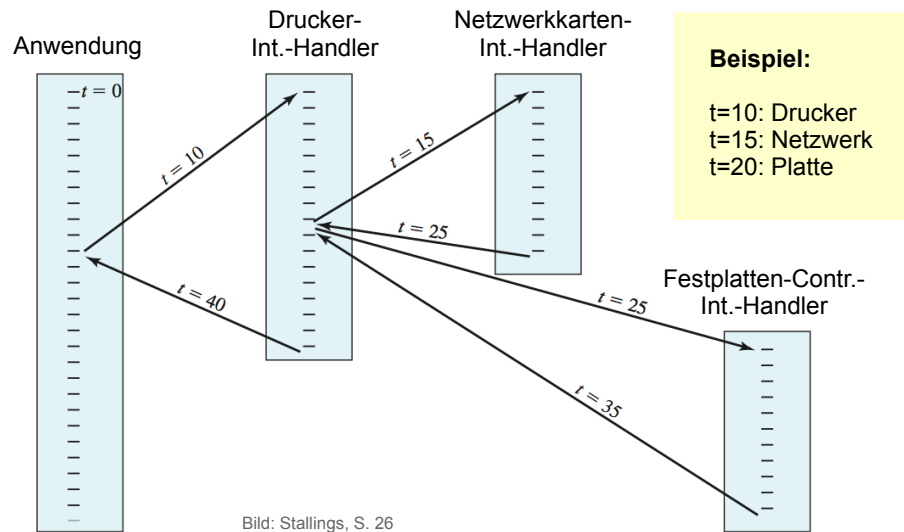 Anwendung
Drucker-
Int.-Handler
Netzwerkkarten-
Int.-Handler
Beispiel:
t=10: Drucker
t=15: Netzwerk
t=20: Platte
t = 0
t = 10
t = 15
t = 25
t = 25
t = 40
t = 35
Festplatten-Contr.-
Int.-Handler
Bild: Stallings, S. 26